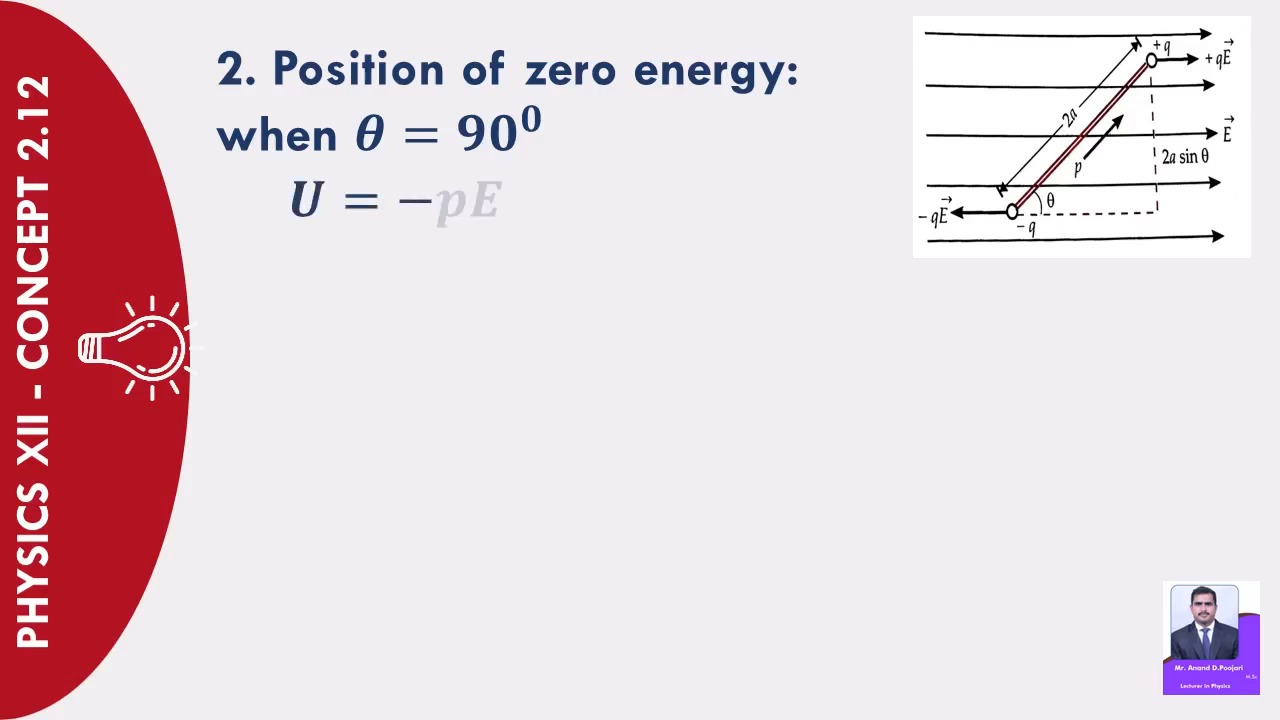 PHYSICS XII - CONCEPT 2.12
2. Position of zero energy:
when θ = 90⁰
U = −pE
+q
+qE⃗
2a
E⃗
p
2a sin θ
θ
−qE⃗
−q
Mr. Anand D.Poojari
M.Sc
Lecturer in Physics